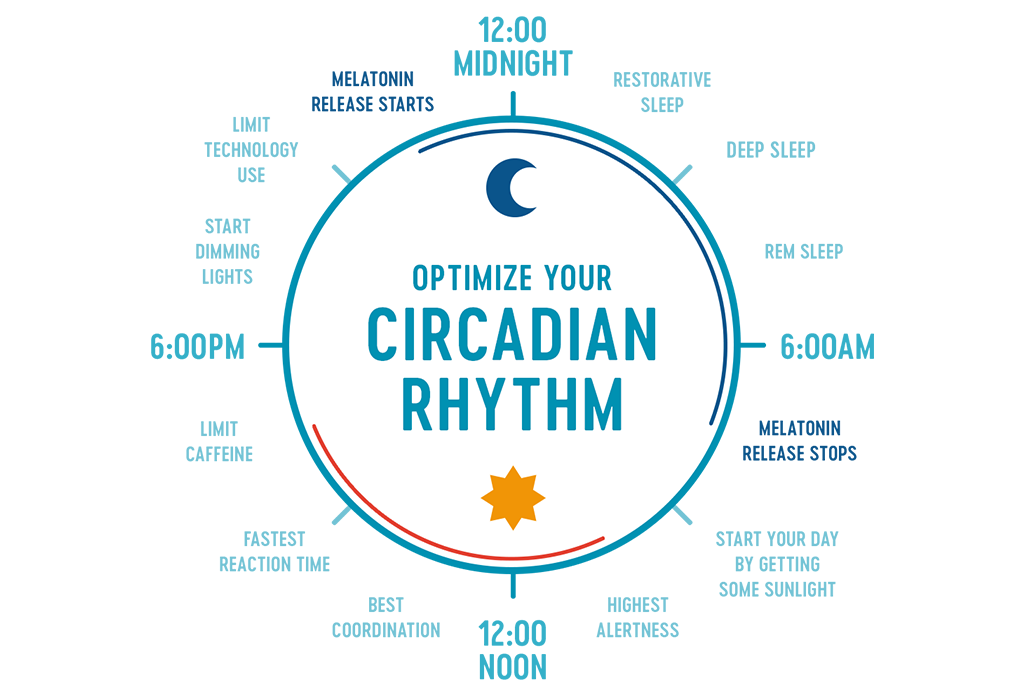 12:00
MIDNIGHT
RESTORATIVE
SLEEP
DEEP SLEEP
REM SLEEP
6:00AM
MELATONIN
RELEASE STOPS
START YOUR DAY
BY GETTING
SOME SUNLIGHT
HIGHEST
ALERTNESS
12:00
NOON
BEST
COORDINATION
FASTEST
REACTION TIME
LIMIT
CAFFEINE
6:00PM
START
DIMMING
LIGHTS
LIMIT
TECHNOLOGY
USE
MELATONIN
RELEASE STARTS
OPTIMIZE YOUR
CIRCADIAN
RHYTHM